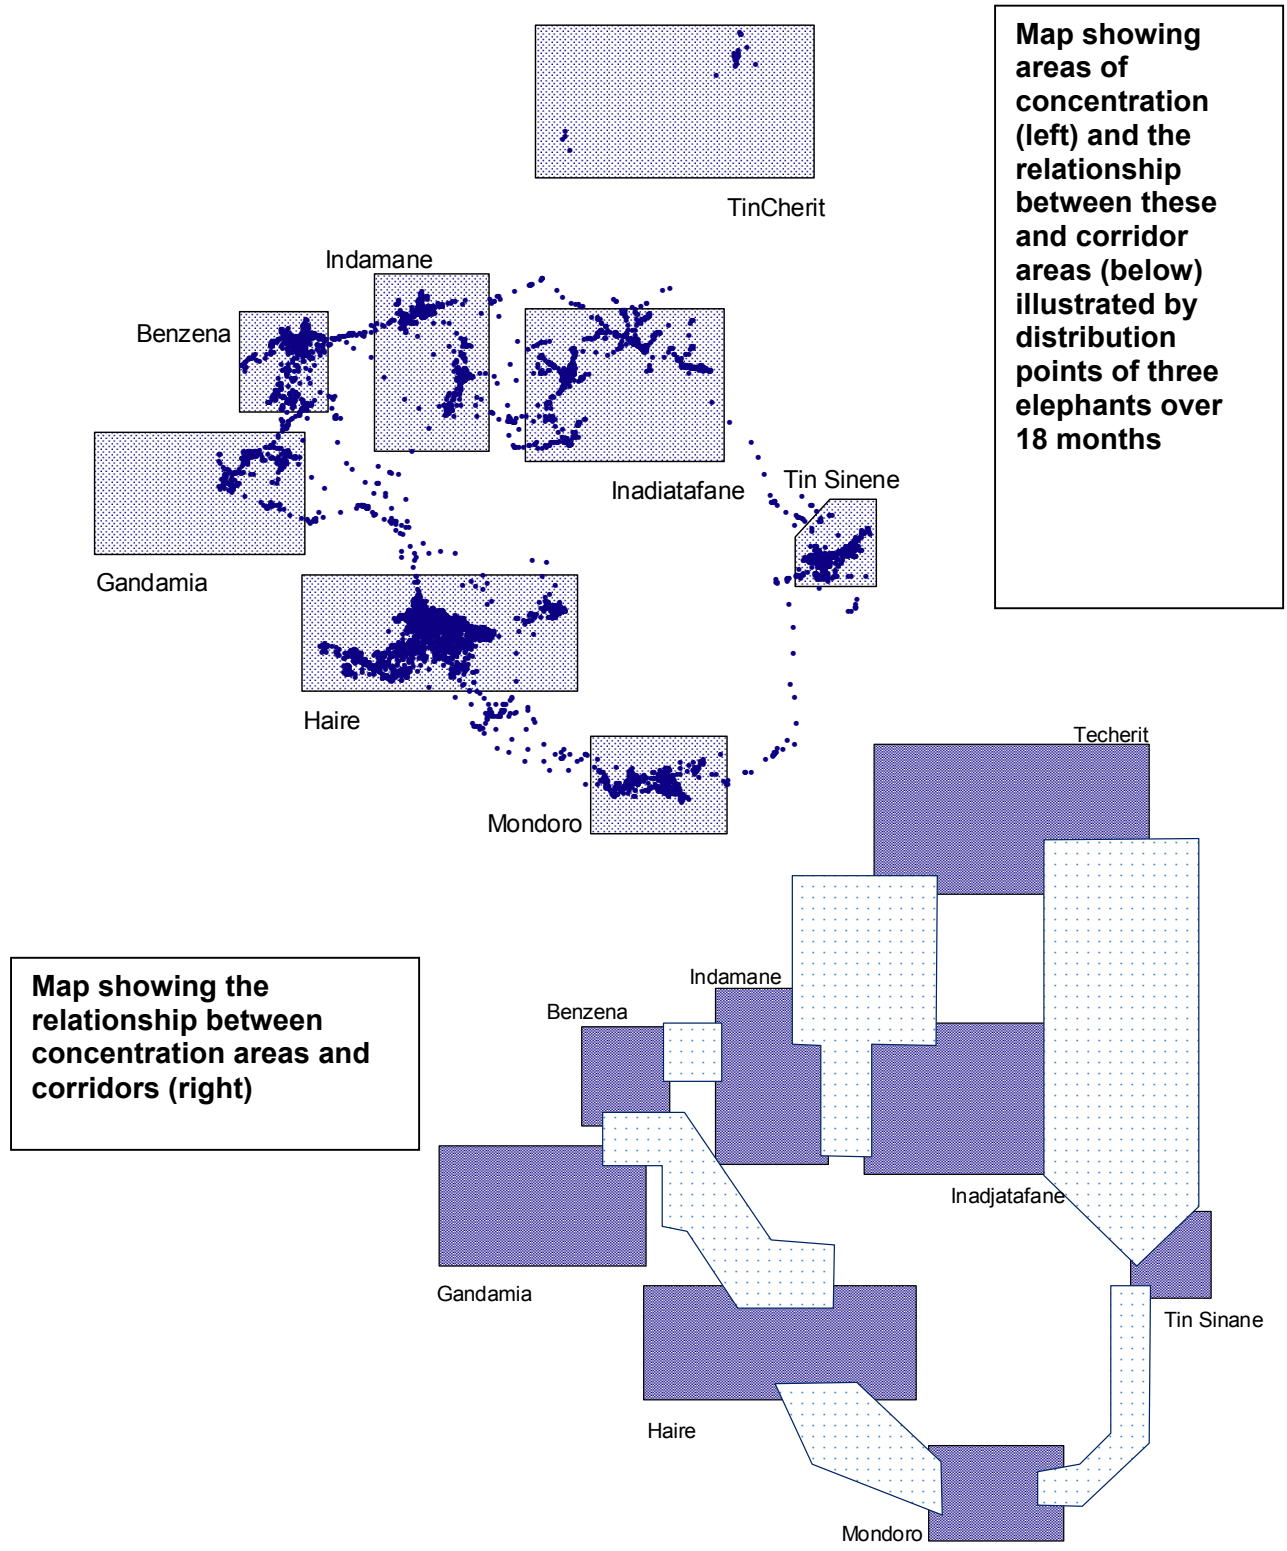 Map showing
areas of
concentration
(left) and the
relationship
between these
and corridor
areas (below)
illustrated by
distribution
points of three
elephants over
18 months
TinCherit
Indamane
Benzena
Inadiatafane
Tin Sinene
Gandamia
Haire
Mondoro
Map showing the
relationship between
concentration areas and
corridors (right)
Techerit
Indamane
Benzena
Inadjatafane
Gandamia
Tin Sinane
Haire
Mondoro